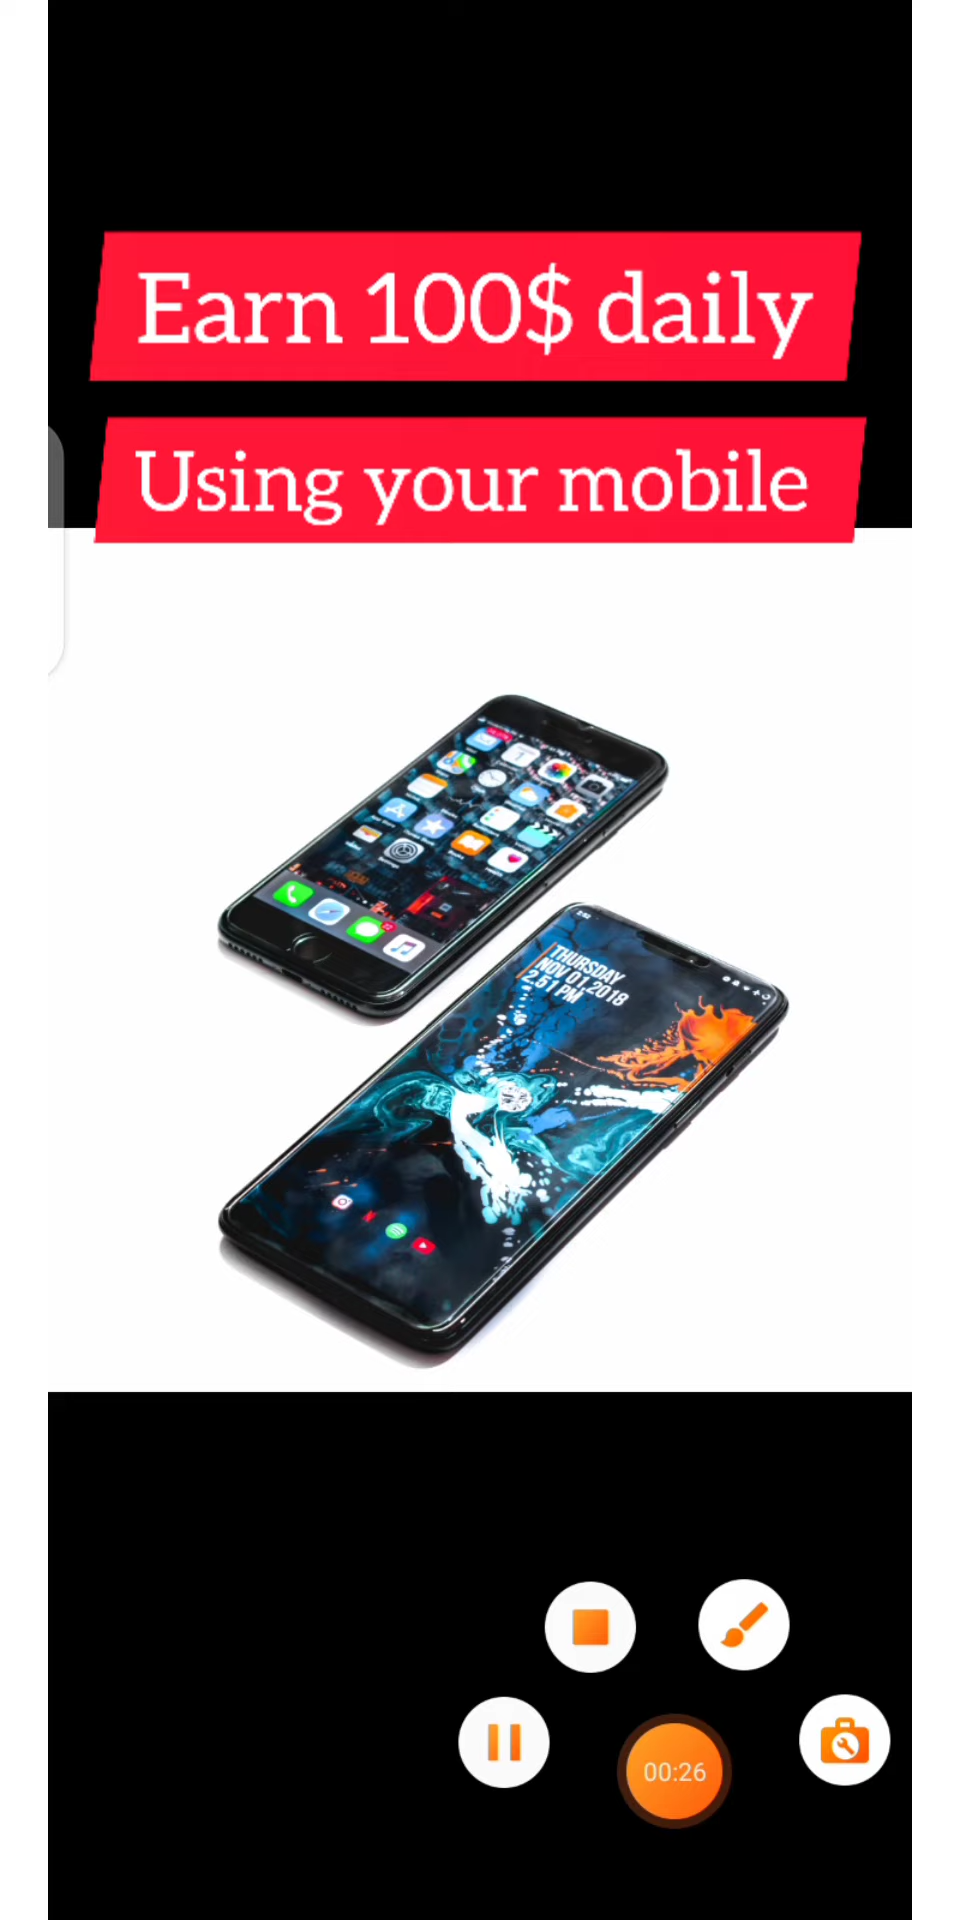 Earn 100$ daily
Using your mobile
THURSDAY
NOV 01,2018
2.51 PM
00:26